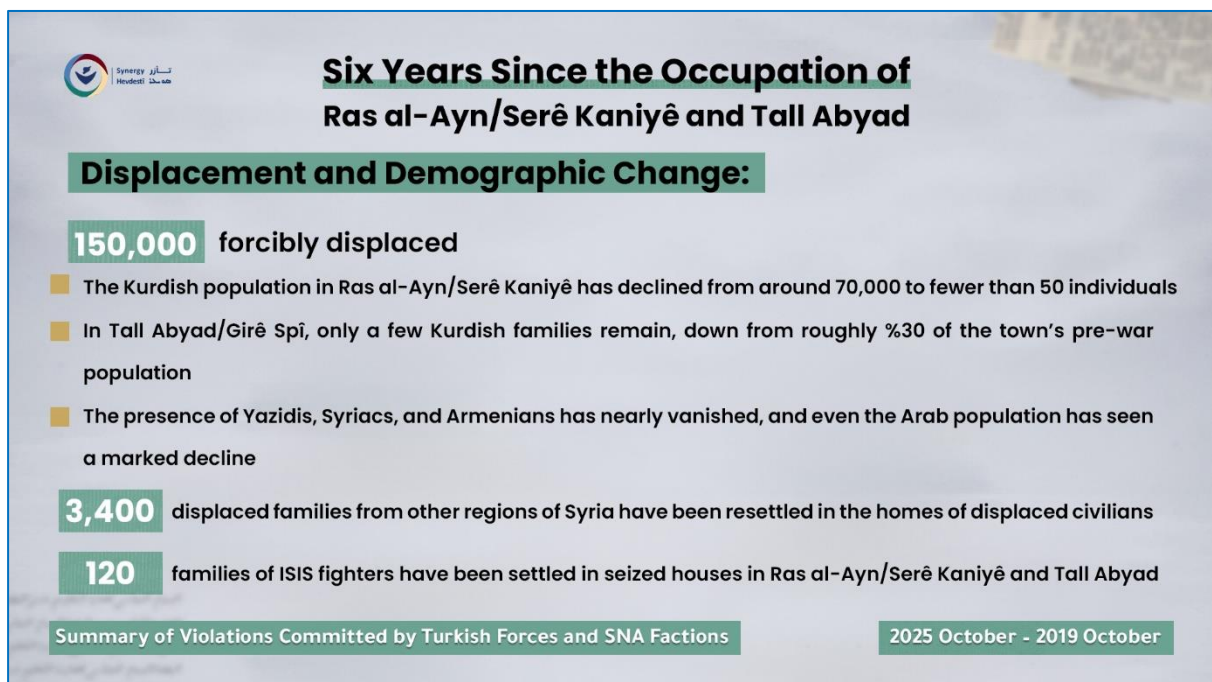 Synergy تـــآزر
Hevdestî
Six Years Since the Occupation of
Ras al-Ayn/Serê Kaniyê and Tall Abyad
Displacement and Demographic Change:
150,000 forcibly displaced
The Kurdish population in Ras al-Ayn/Serê Kaniyê has declined from around 70,000 to fewer than 50 individuals
In Tall Abyad/Girê Spî, only a few Kurdish families remain, down from roughly %30 of the town’s pre-war
population
The presence of Yazidis, Syriacs, and Armenians has nearly vanished, and even the Arab population has seen
a marked decline
3,400 displaced families from other regions of Syria have been resettled in the homes of displaced civilians
120 families of ISIS fighters have been settled in seized houses in Ras al-Ayn/Serê Kaniyê and Tall Abyad
Summary of Violations Committed by Turkish Forces and SNA Factions
2025 October - 2019 October